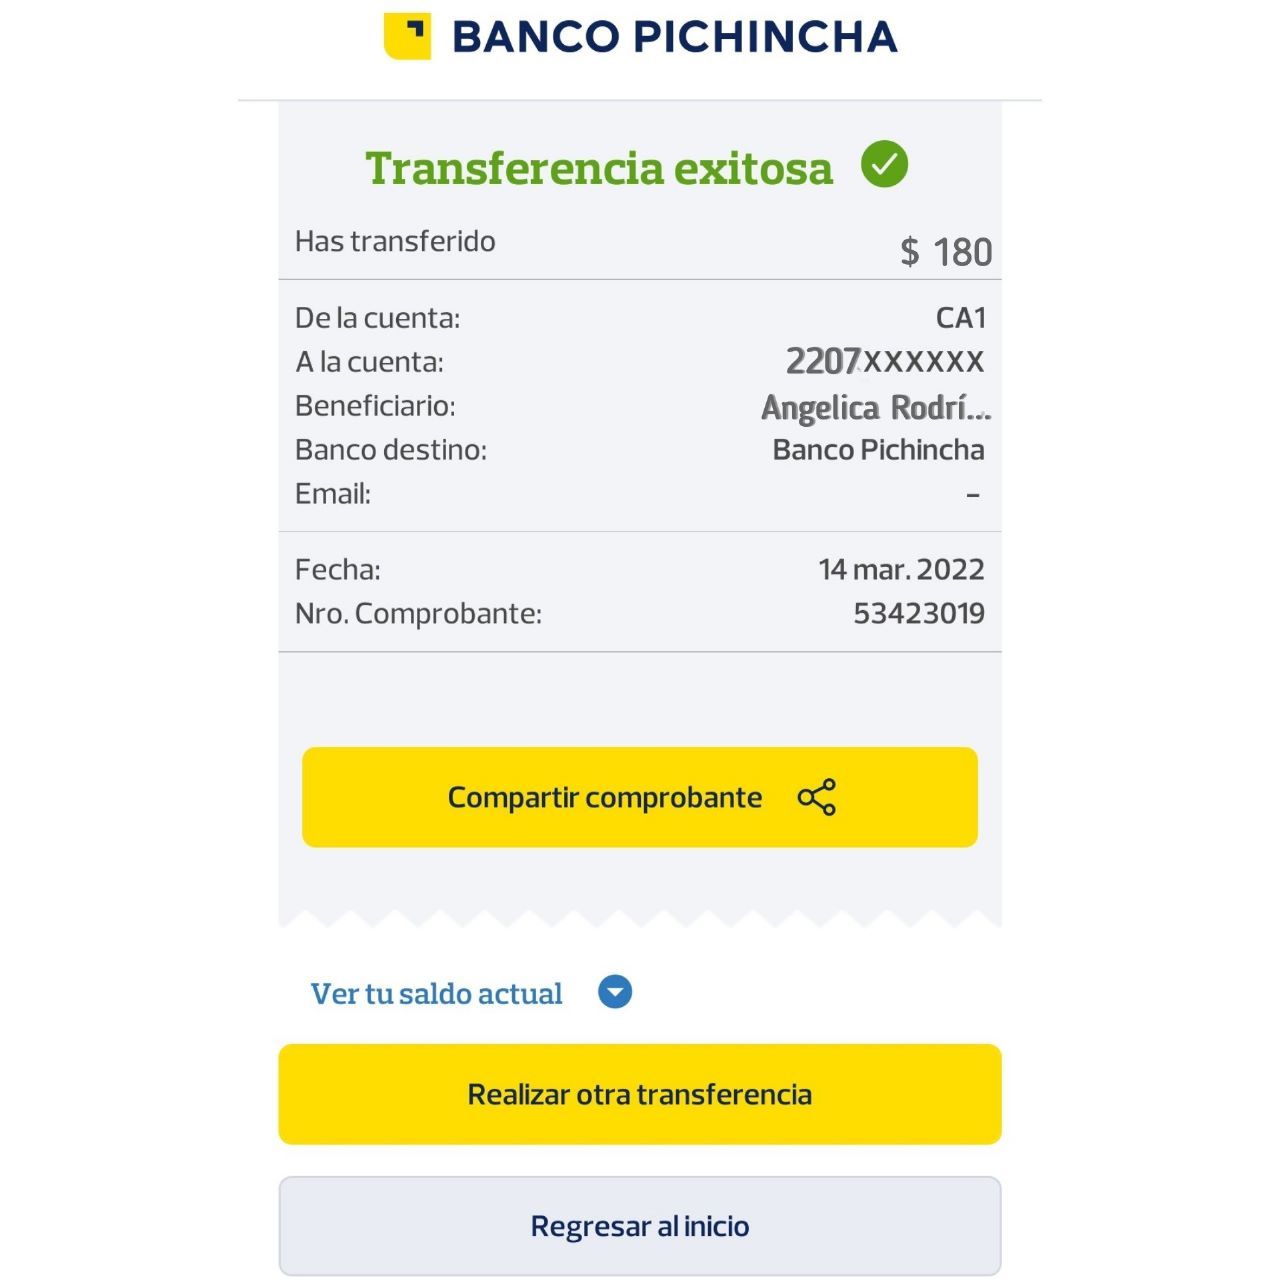 BANCO PICHINCHA
Transferencia exitosa
Has transferido $ 180
De la cuenta: CA1
A la cuenta: 2207XXXXXX
Beneficiario: Angelica Rodrí...
Banco destino: Banco Pichincha
Email: –
Fecha: 14 mar. 2022
Nro. Comprobante: 53423019
Compartir comprobante
Ver tu saldo actual
Realizar otra transferencia
Regresar al inicio